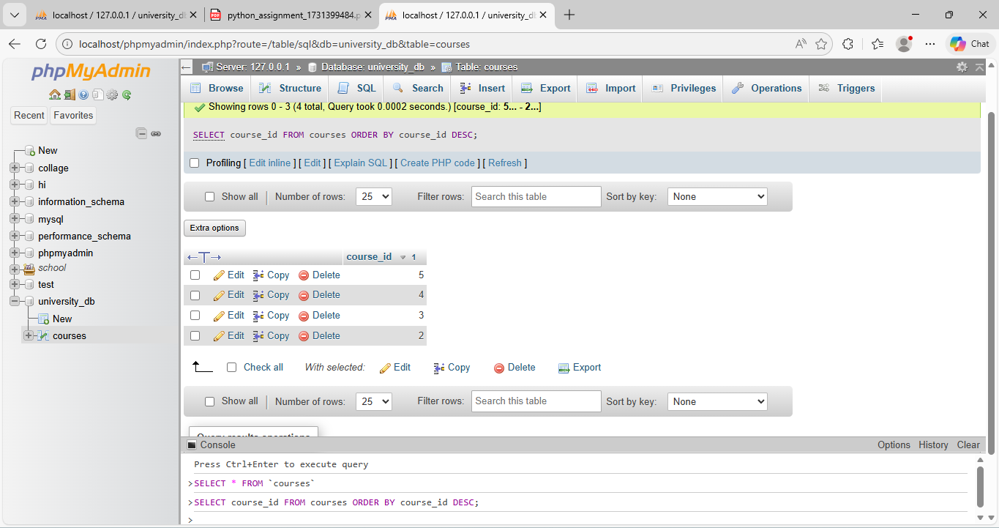 localhost / 127.0.0.1 / university_d
python_assignment_1731399484.p
localhost / 127.0.0.1 / university_d
localhost/phpmyadmin/index.php?route=/table/sql&db=university_db&table=courses
Chat
phpMyAdmin
Recent Favorites
New
collage
hi
information_schema
mysql
performance_schema
phpmyadmin
school
test
university_db
New
courses
Server: 127.0.0.1 » Database: university_db » Table: courses
Browse Structure SQL Search Insert Export Import Privileges Operations Triggers
Showing rows 0 - 3 (4 total, Query took 0.0002 seconds.) [course_id: 5... - 2...]
SELECT course_id FROM courses ORDER BY course_id DESC;
Profiling [ Edit inline ] [ Edit ] [ Explain SQL ] [ Create PHP code ] [ Refresh ]
Show all Number of rows: 25 Filter rows: Search this table Sort by key: None
Extra options
←T→ course_id 1
Edit Copy Delete 5
Edit Copy Delete 4
Edit Copy Delete 3
Edit Copy Delete 2
Check all With selected: Edit Copy Delete Export
Show all Number of rows: 25 Filter rows: Search this table Sort by key: None
Query results operations
Console Options History Clear
Press Ctrl+Enter to execute query
>SELECT * FROM `courses`
>SELECT course_id FROM courses ORDER BY course_id DESC;
>